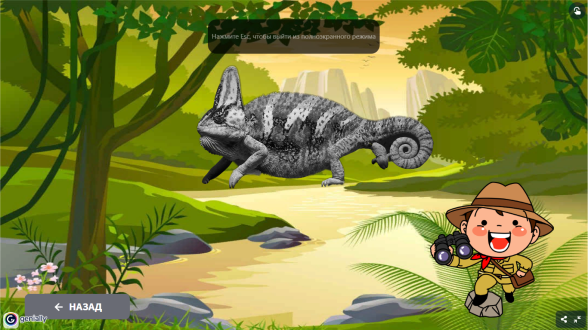 Нажмите Esc, чтобы выйти из полноэкранного режима
← НАЗАД
genially